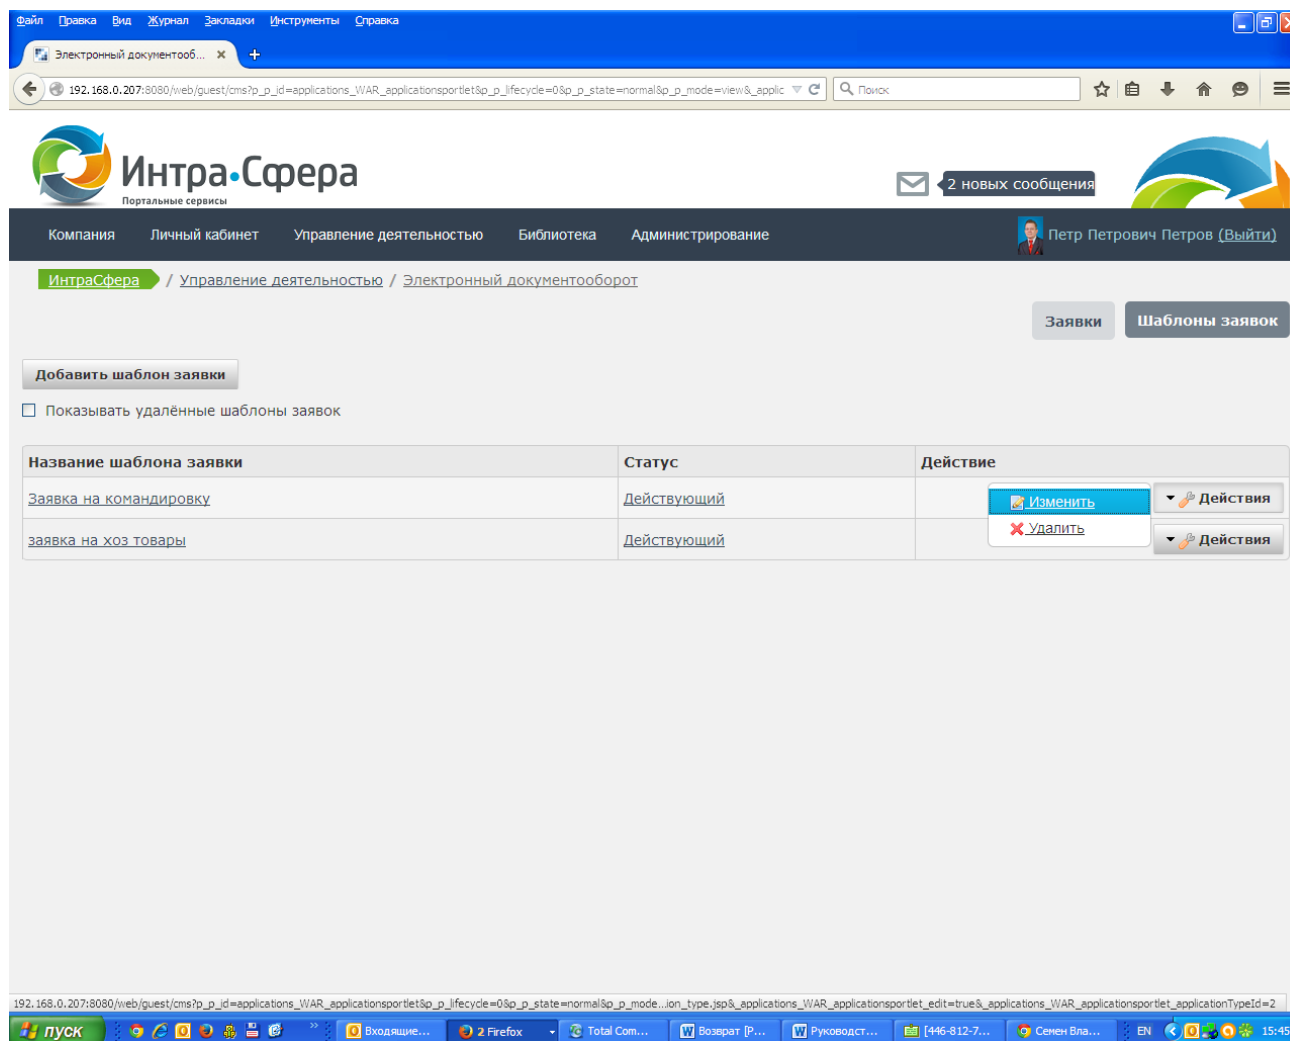 Файл Правка Вид Журнал Закладки Инструменты Справка
Электронный документооб... × +
192.168.0.207:8080/web/guest/cms?p_p_id=applications_WAR_applicationsportlet&p_p_lifecycle=0&p_p_state=normal&p_p_mode=view&_applic Поиск
Интра•Сфера
Портальные сервисы
2 новых сообщения
Компания Личный кабинет Управление деятельностью Библиотека Администрирование Петр Петрович Петров (Выйти)
ИнтраСфера / Управление деятельностью / Электронный документооборот
Заявки Шаблоны заявок
Добавить шаблон заявки
Показывать удалённые шаблоны заявок
Название шаблона заявки Статус Действие
Заявка на командировку Действующий Изменить Действия
Удалить
заявка на хоз товары Действующий Действия
192.168.0.207:8080/web/guest/cms?p_p_id=applications_WAR_applicationsportlet&p_p_lifecycle=0&p_p_state=normal&p_p_mode...ion_type.jsp&_applications_WAR_applicationsportlet_edit=true&_applications_WAR_applicationsportlet_applicationTypeId=2
пуск » Входящие... 2 Firefox Total Com... Возврат [Р... Руководст... [446-812-7... Семен Вла... EN 15:45